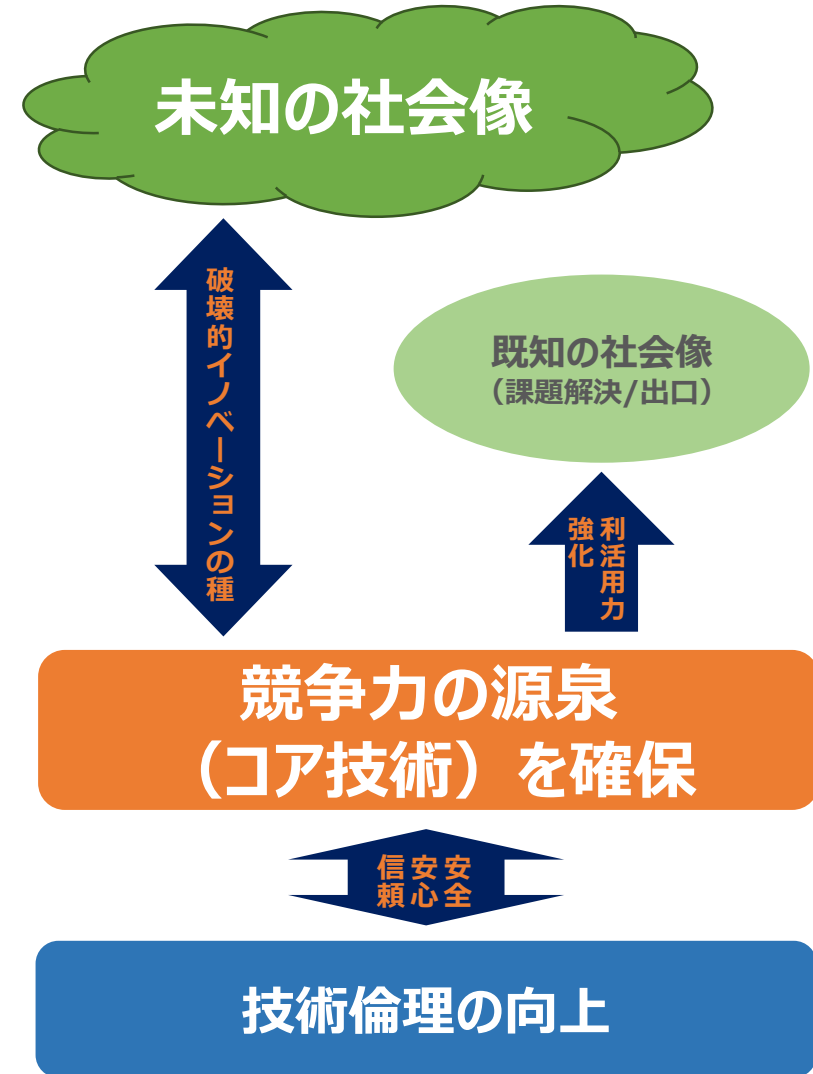 未知の社会像
破壊的イノベーションの種
既知の社会像
（課題解決/出口）
利活用力
強化
競争力の源泉
（コア技術）を確保
安全
安心
信頼
技術倫理の向上